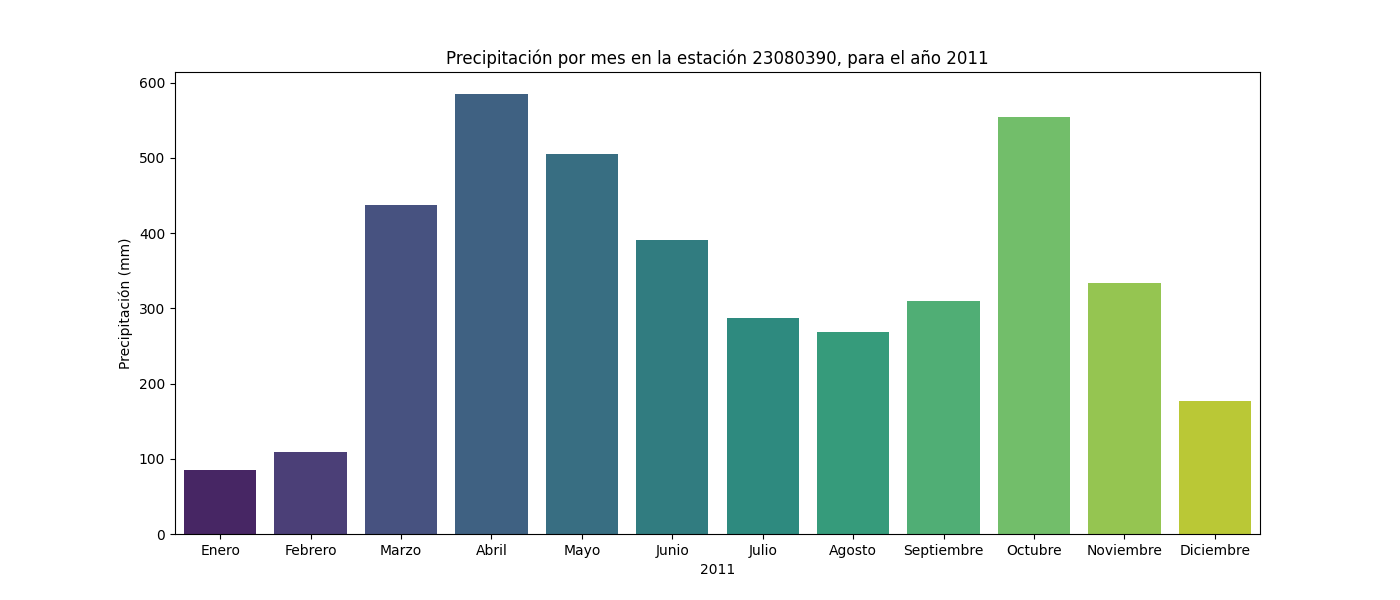 Precipitación por mes en la estación 23080390, para el año 2011
600
500
400
300
200
100
0
Precipitación (mm)
Enero Febrero Marzo Abril Mayo Junio Julio Agosto Septiembre Octubre Noviembre Diciembre
2011